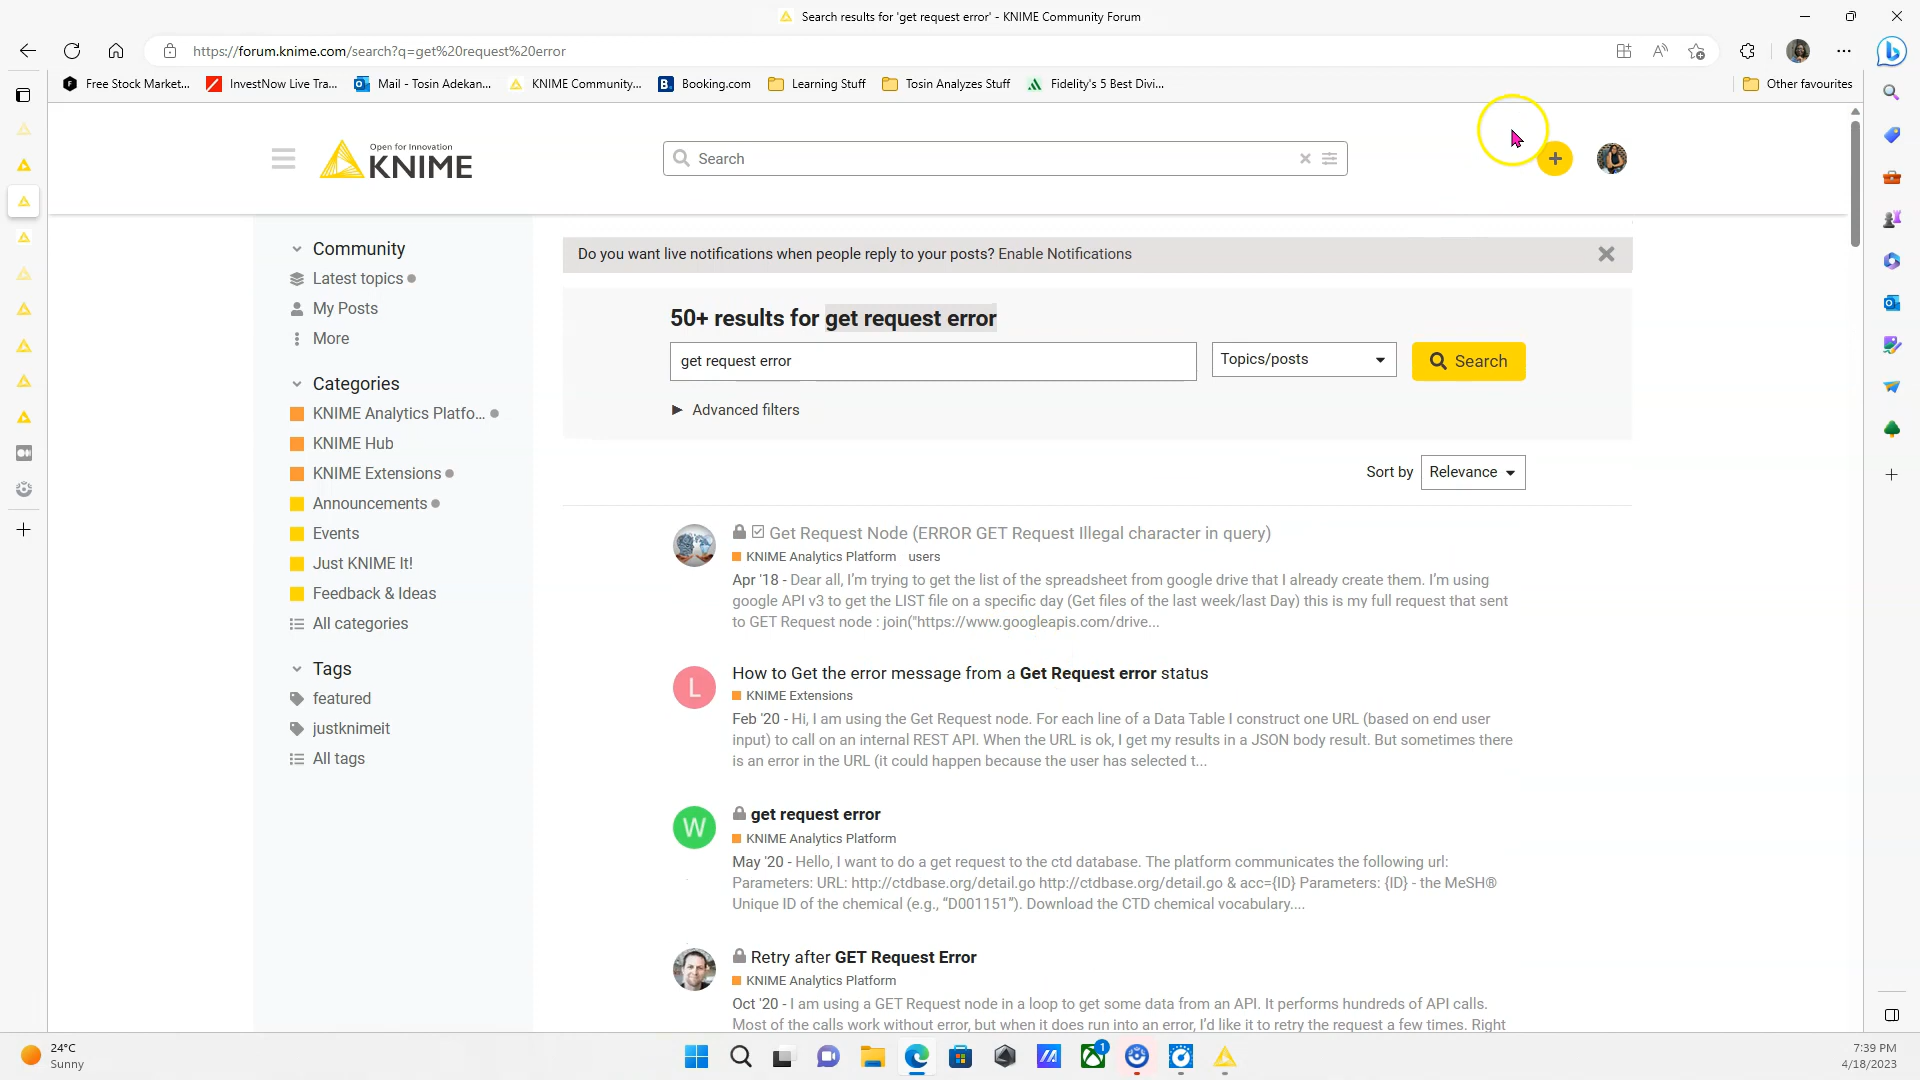 Search results for 'get request error' - KNIME Community Forum
https://forum.knime.com/search?q=get%20request%20error
Free Stock Market...
InvestNow Live Tra...
Mail - Tosin Adekan...
KNIME Community...
Booking.com
Learning Stuff
Tosin Analyzes Stuff
Fidelity's 5 Best Divi...
Other favourites
Open for Innovation
KNIME
Search
Community
Latest topics
My Posts
More
Categories
KNIME Analytics Platfo...
KNIME Hub
KNIME Extensions
Announcements
Events
Just KNIME It!
Feedback & Ideas
All categories
Tags
featured
justknimeit
All tags
Do you want live notifications when people reply to your posts? Enable Notifications
50+ results for get request error
get request error
Topics/posts
Search
Advanced filters
Sort by
Relevance
Get Request Node (ERROR GET Request Illegal character in query)
KNIME Analytics Platform users
Apr '18 - Dear all, I'm trying to get the list of the spreadsheet from google drive that I already create them. I'm using
google API v3 to get the LIST file on a specific day (Get files of the last week/last Day) this is my full request that sent
to GET Request node : join("https://www.googleapis.com/drive...
L
How to Get the error message from a Get Request error status
KNIME Extensions
Feb '20 - Hi, I am using the Get Request node. For each line of a Data Table I construct one URL (based on end user
input) to call on an internal REST API. When the URL is ok, I get my results in a JSON body result. But sometimes there
is an error in the URL (it could happen because the user has selected t...
W
get request error
KNIME Analytics Platform
May '20 - Hello, I want to do a get request to the ctd database. The platform communicates the following url:
Parameters: URL: http://ctdbase.org/detail.go http://ctdbase.org/detail.go & acc={ID} Parameters: {ID} - the MeSH®
Unique ID of the chemical (e.g., “D001151”). Download the CTD chemical vocabulary....
Retry after GET Request Error
KNIME Analytics Platform
Oct '20 - I am using a GET Request node in a loop to get some data from an API. It performs hundreds of API calls.
Most of the calls work without error, but when it does run into an error, I'd like it to retry the request a few times. Right
24°C
Sunny
1
7:39 PM
4/18/2023